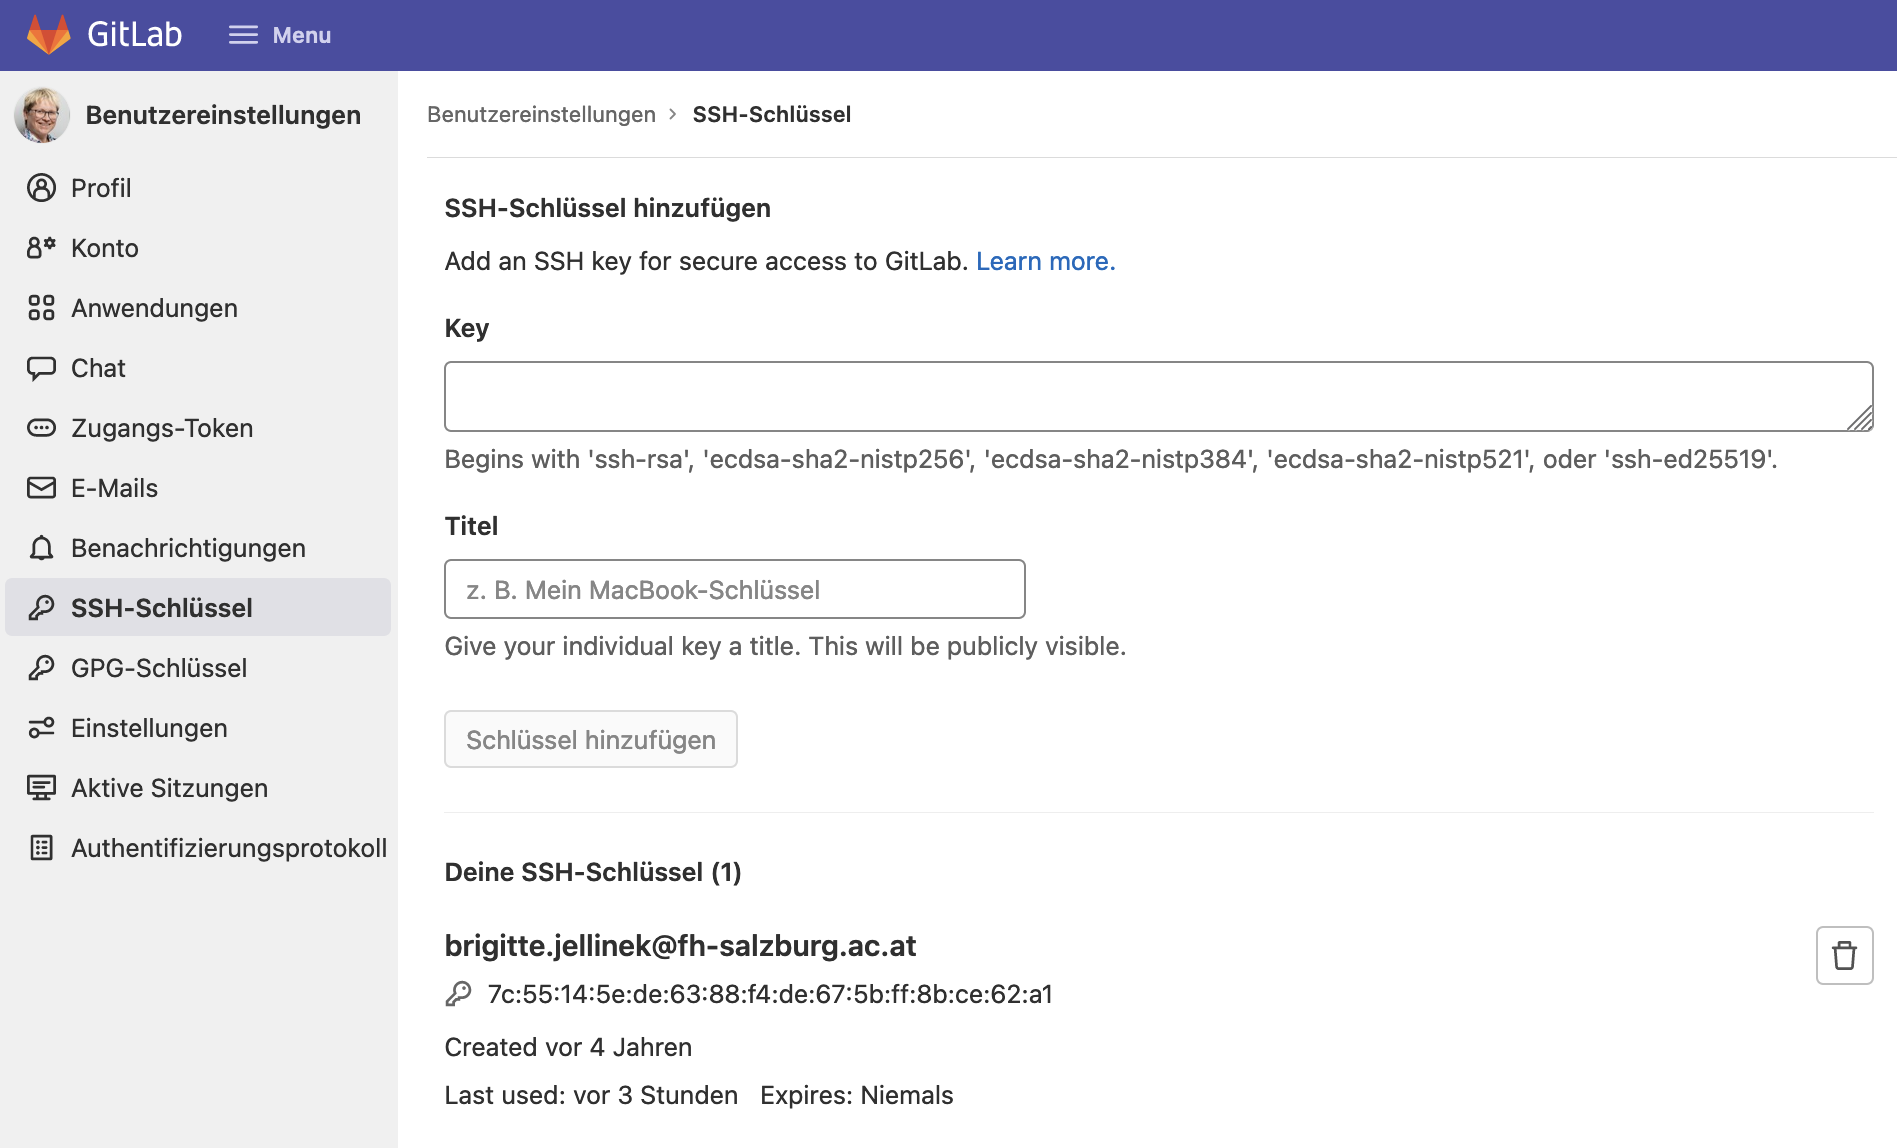 GitLab
Menu
Benutzereinstellungen
Profil
Konto
Anwendungen
Chat
Zugangs-Token
E-Mails
Benachrichtigungen
SSH-Schlüssel
GPG-Schlüssel
Einstellungen
Aktive Sitzungen
Authentifizierungsprotokoll
Benutzereinstellungen > SSH-Schlüssel
SSH-Schlüssel hinzufügen
Add an SSH key for secure access to GitLab. Learn more.
Key
Begins with 'ssh-rsa', 'ecdsa-sha2-nistp256', 'ecdsa-sha2-nistp384', 'ecdsa-sha2-nistp521', oder 'ssh-ed25519'.
Titel
z. B. Mein MacBook-Schlüssel
Give your individual key a title. This will be publicly visible.
Schlüssel hinzufügen
Deine SSH-Schlüssel (1)
brigitte.jellinek@fh-salzburg.ac.at
7c:55:14:5e:de:63:88:f4:de:67:5b:ff:8b:ce:62:a1
Created vor 4 Jahren
Last used: vor 3 Stunden Expires: Niemals